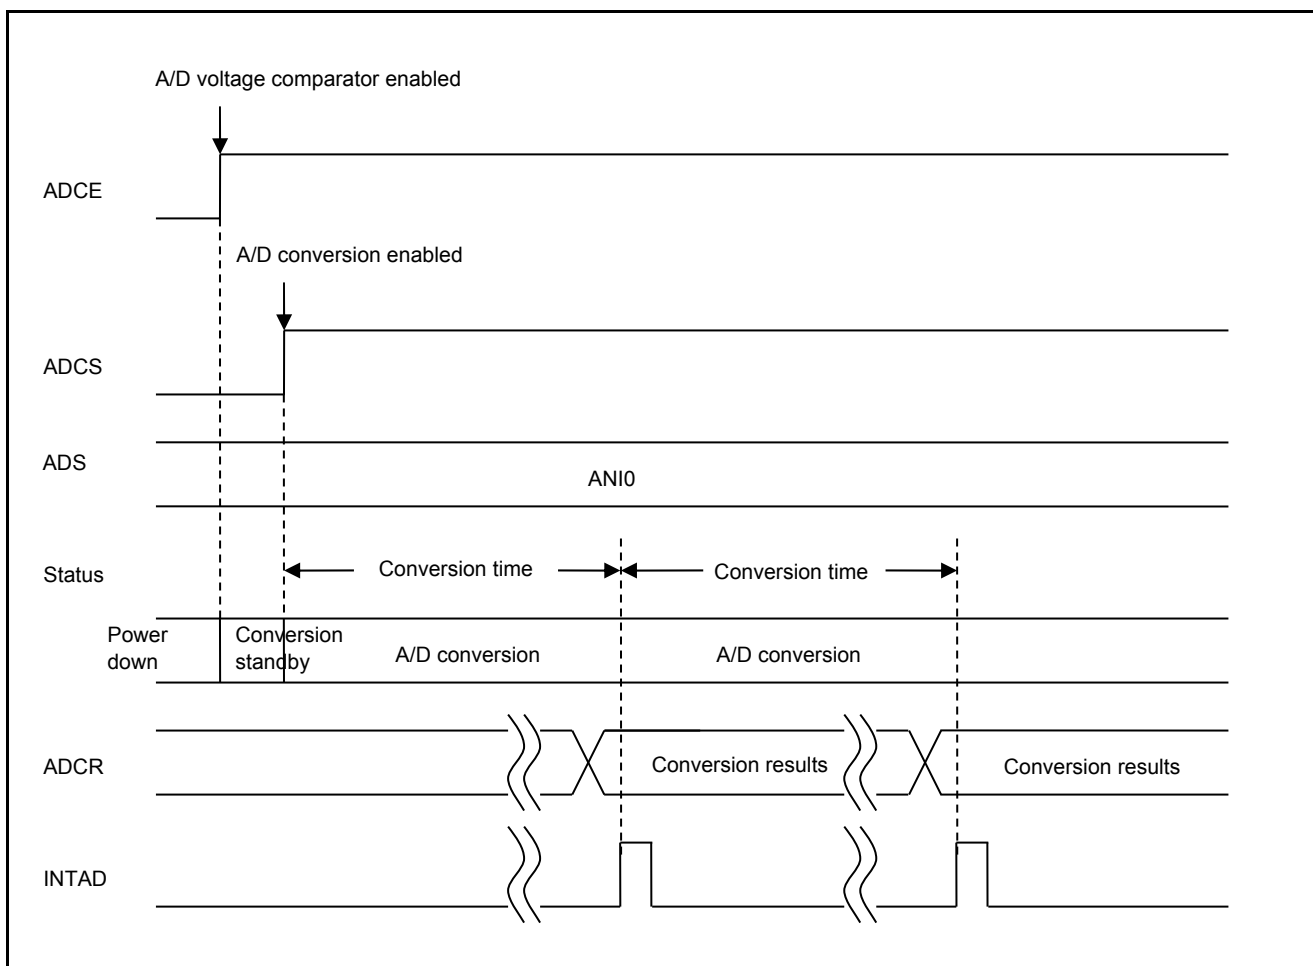 A/D voltage comparator enabled
ADCE
A/D conversion enabled
ADCS
ADS
ANI0
Status
Conversion time
Conversion time
Power
down
Conversion
standby
A/D conversion
A/D conversion
ADCR
Conversion results
Conversion results
INTAD